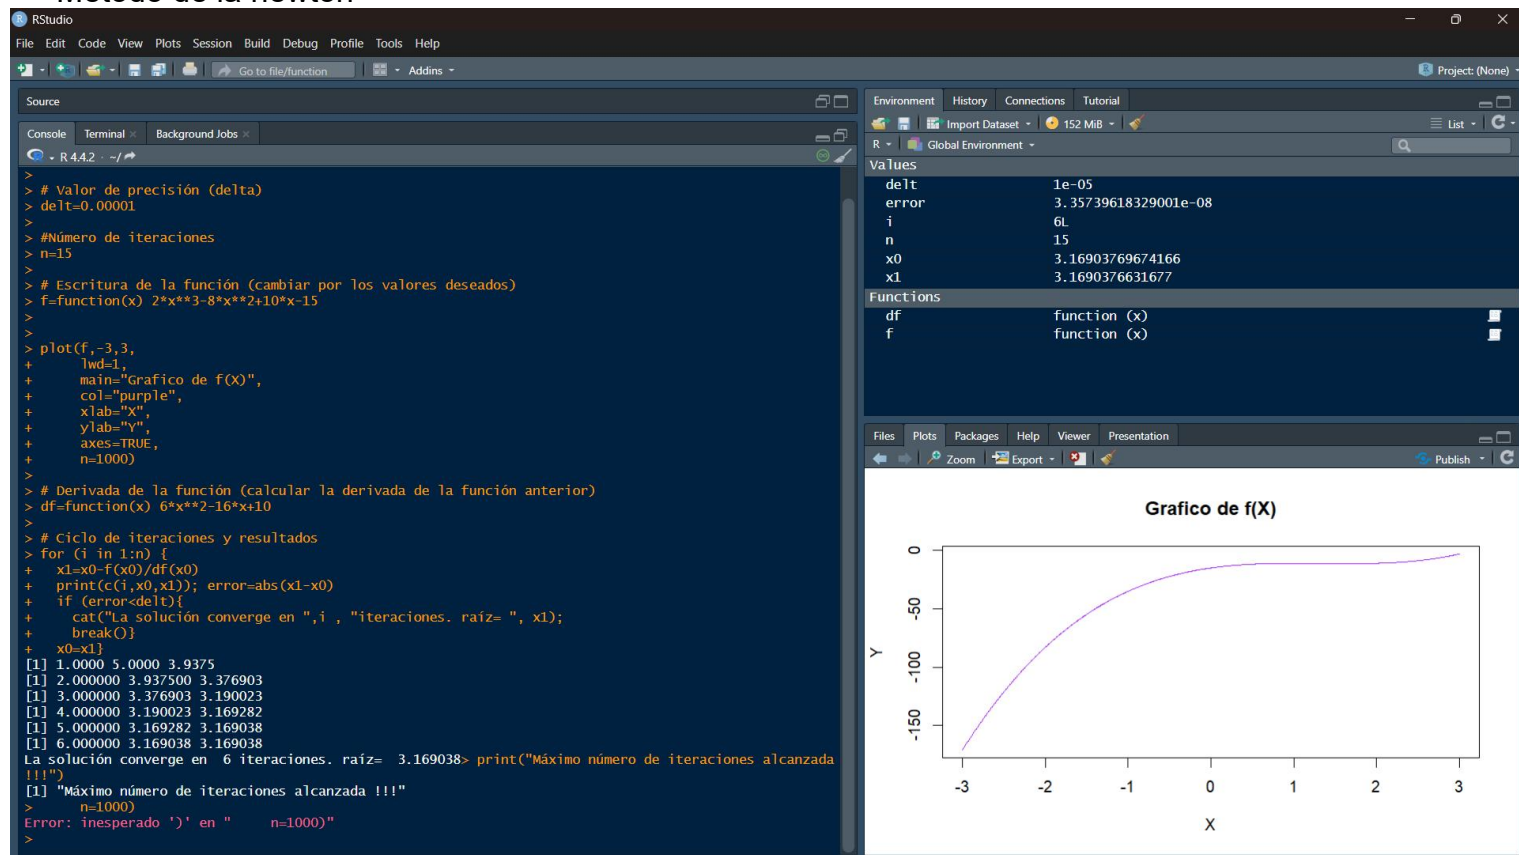 Método de la newton
RStudio
File Edit Code View Plots Session Build Debug Profile Tools Help
Go to file/function Addins Project: (None)
Source
Console Terminal Background Jobs
R 4.4.2 · ~/
>
> # Valor de precisión (delta)
> delt=0.00001
>
> #Número de iteraciones
> n=15
>
> # Escritura de la función (cambiar por los valores deseados)
> f=function(x) 2*x**3-8*x**2+10*x-15
>
>
> plot(f,-3,3,
+      lwd=1,
+      main="Grafico de f(X)",
+      col="purple",
+      xlab="X",
+      ylab="Y",
+      axes=TRUE,
+      n=1000)
>
> # Derivada de la función (calcular la derivada de la función anterior)
> df=function(x) 6*x**2-16*x+10
>
> # Ciclo de iteraciones y resultados
> for (i in 1:n) {
+   x1=x0-f(x0)/df(x0)
+   print(c(i,x0,x1)); error=abs(x1-x0)
+   if (error<delt){
+     cat("La solución converge en ",i , "iteraciones. raíz= ", x1);
+     break()}
+   x0=x1}
[1] 1.0000 5.0000 3.9375
[1] 2.000000 3.937500 3.376903
[1] 3.000000 3.376903 3.190023
[1] 4.000000 3.190023 3.169282
[1] 5.000000 3.169282 3.169038
[1] 6.000000 3.169038 3.169038
La solución converge en  6 iteraciones. raíz=  3.169038> print("Máximo número de iteraciones alcanzada
!!!")
[1] "Máximo número de iteraciones alcanzada !!!"
>      n=1000)
Error: inesperado ')' en "     n=1000)"
>
Environment History Connections Tutorial
Import Dataset 152 MiB List
R Global Environment
Values
delt 1e-05
error 3.35739618329001e-08
i 6L
n 15
x0 3.16903769674166
x1 3.1690376631677
Functions
df function (x)
f function (x)
Files Plots Packages Help Viewer Presentation
Zoom Export Publish
Grafico de f(X)
0
-50
-100
-150
Y
-3 -2 -1 0 1 2 3
X